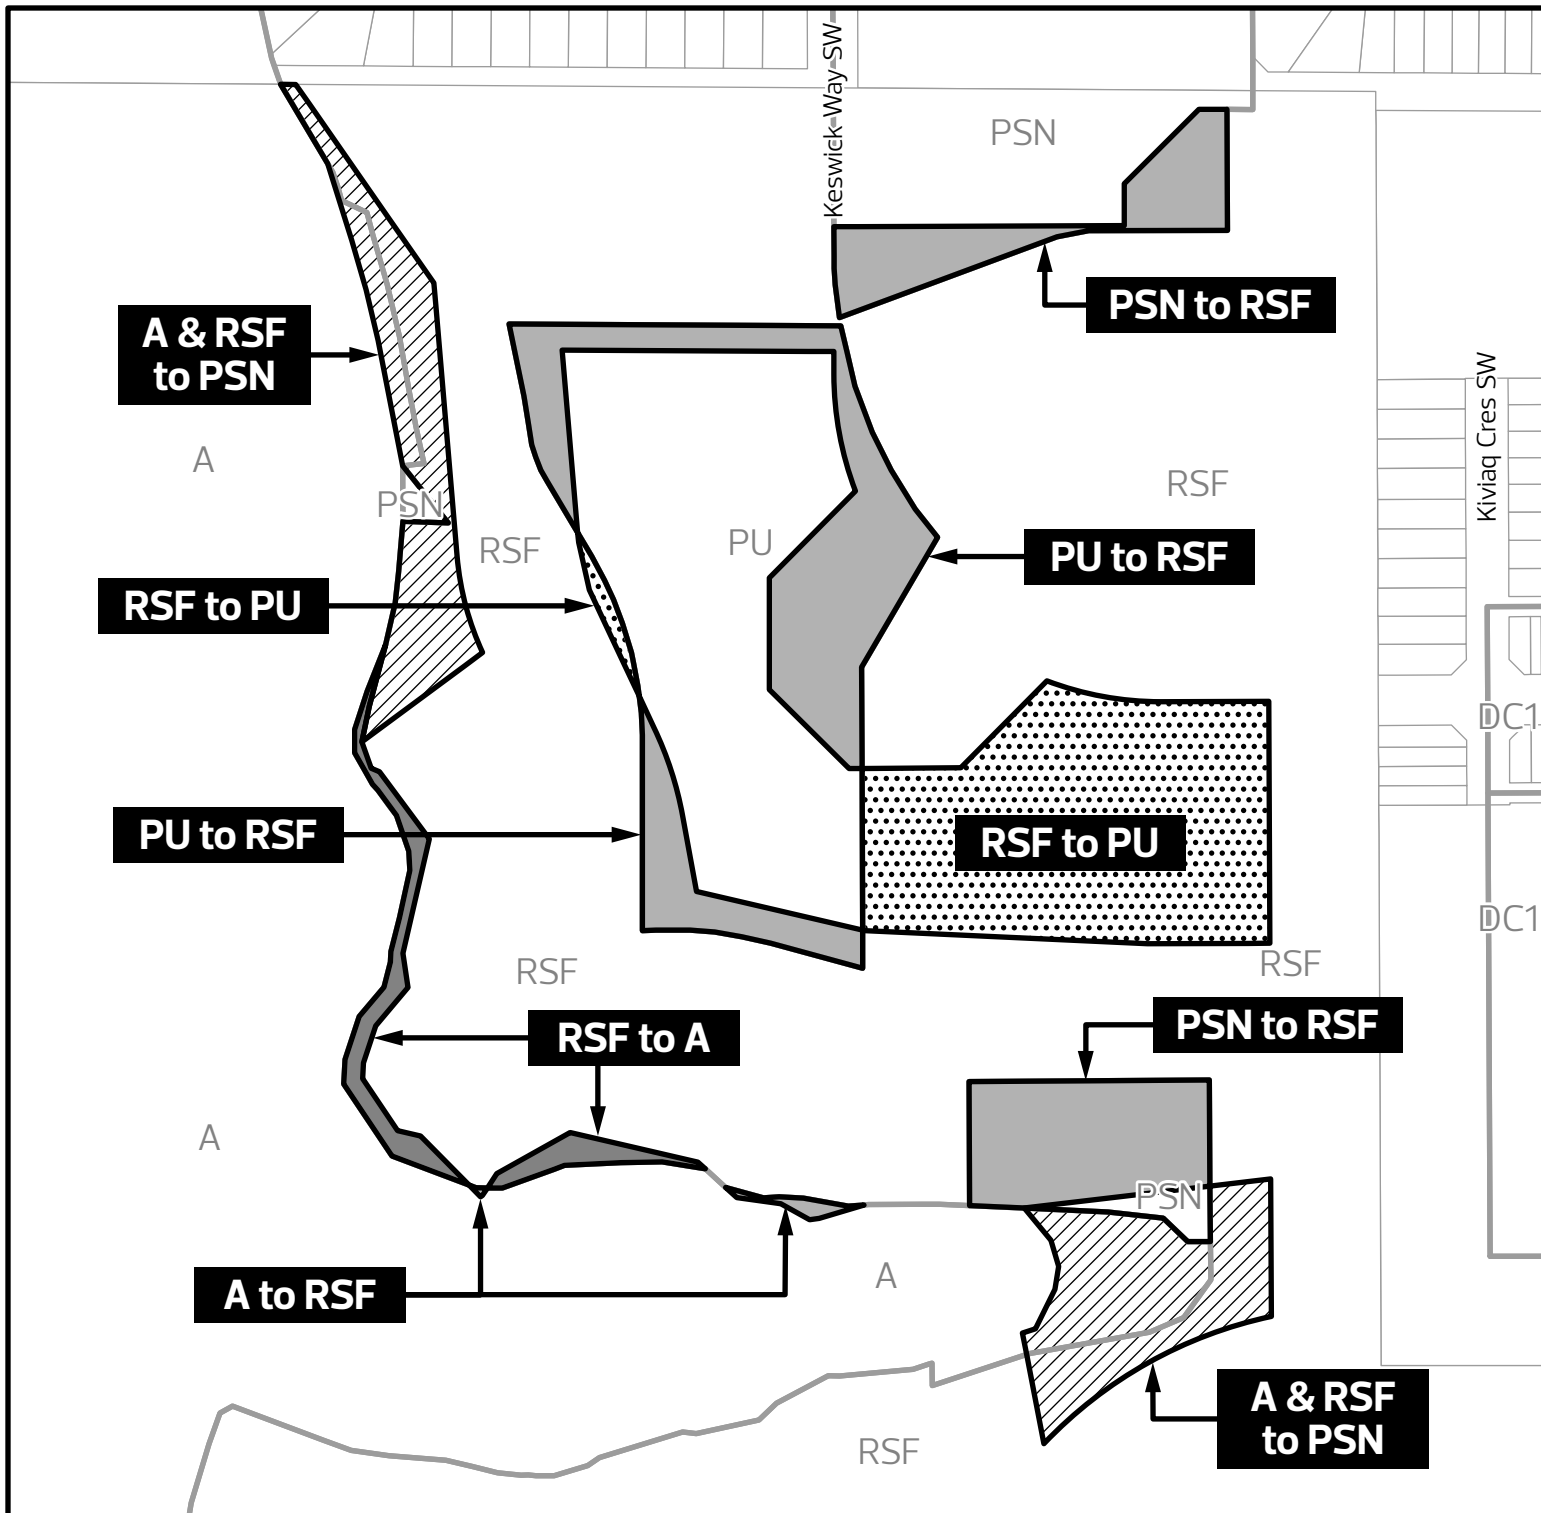 Keswick Way SW
PSN
PSN to RSF
A & RSF
to PSN
Kiviaq Cres SW
A
RSF
PSN
RSF
PU
PU to RSF
RSF to PU
DC1
PU to RSF
RSF to PU
DC1
RSF
RSF
PSN to RSF
RSF to A
A
PSN
A
A to RSF
A & RSF
to PSN
RSF